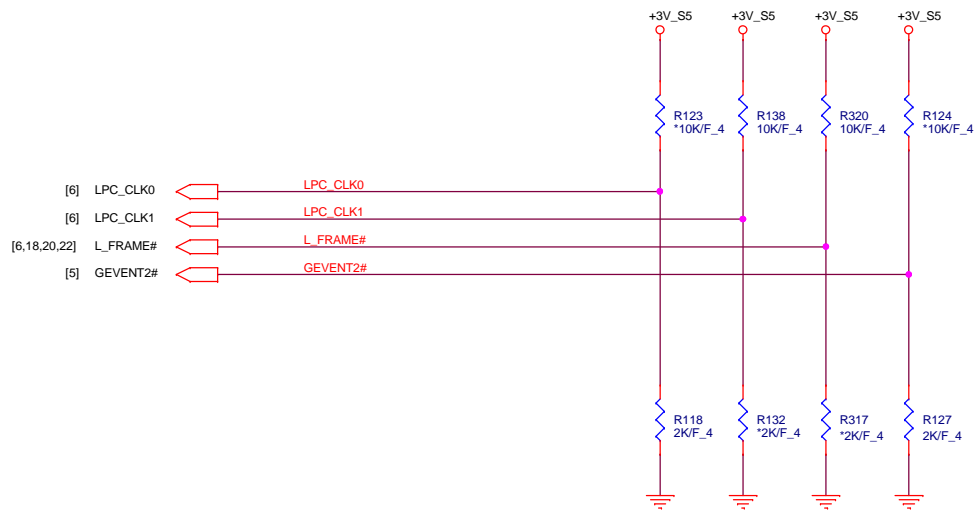 +3V_S5 +3V_S5 +3V_S5 +3V_S5
R123 R138 R320 R124
*10K/F_4 10K/F_4 10K/F_4 *10K/F_4
[6] LPC_CLK0 LPC_CLK0
[6] LPC_CLK1 LPC_CLK1
[6,18,20,22] L_FRAME# L_FRAME#
[5] GEVENT2# GEVENT2#
R118 R132 R317 R127
2K/F_4 *2K/F_4 *2K/F_4 2K/F_4